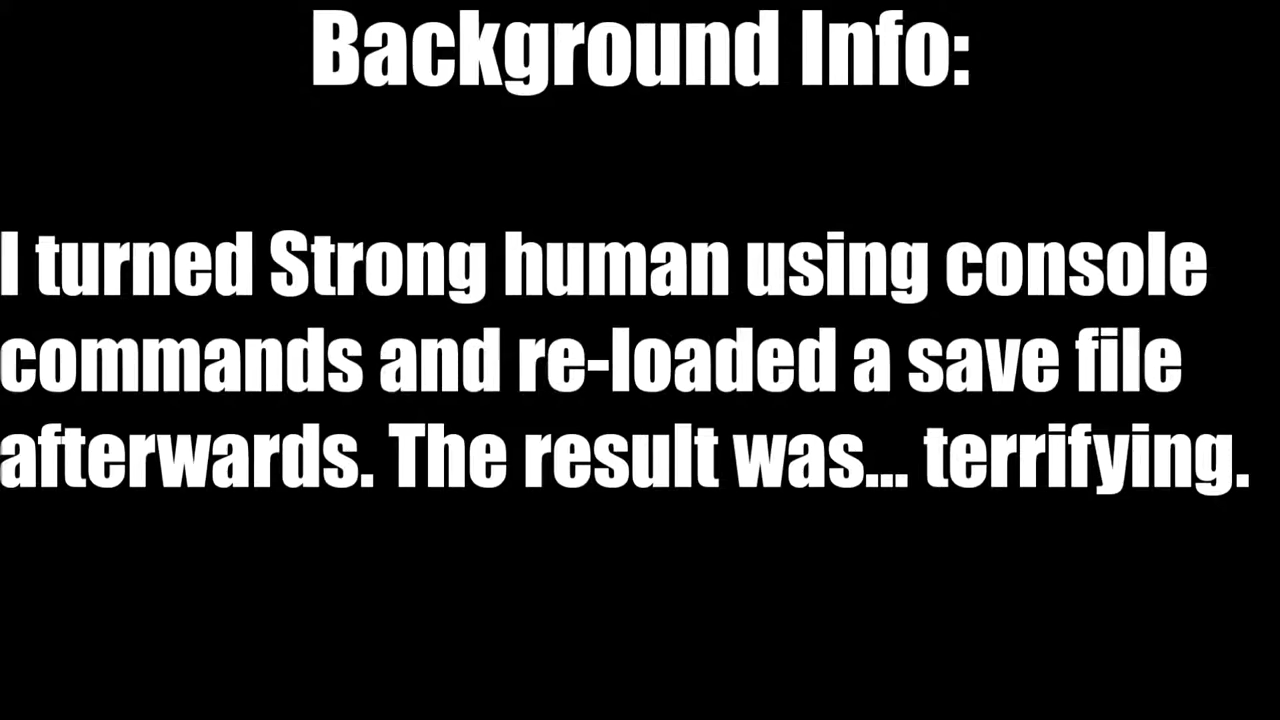 Background Info:
I turned Strong human using console
commands and re-loaded a save file
afterwards. The result was... terrifying.